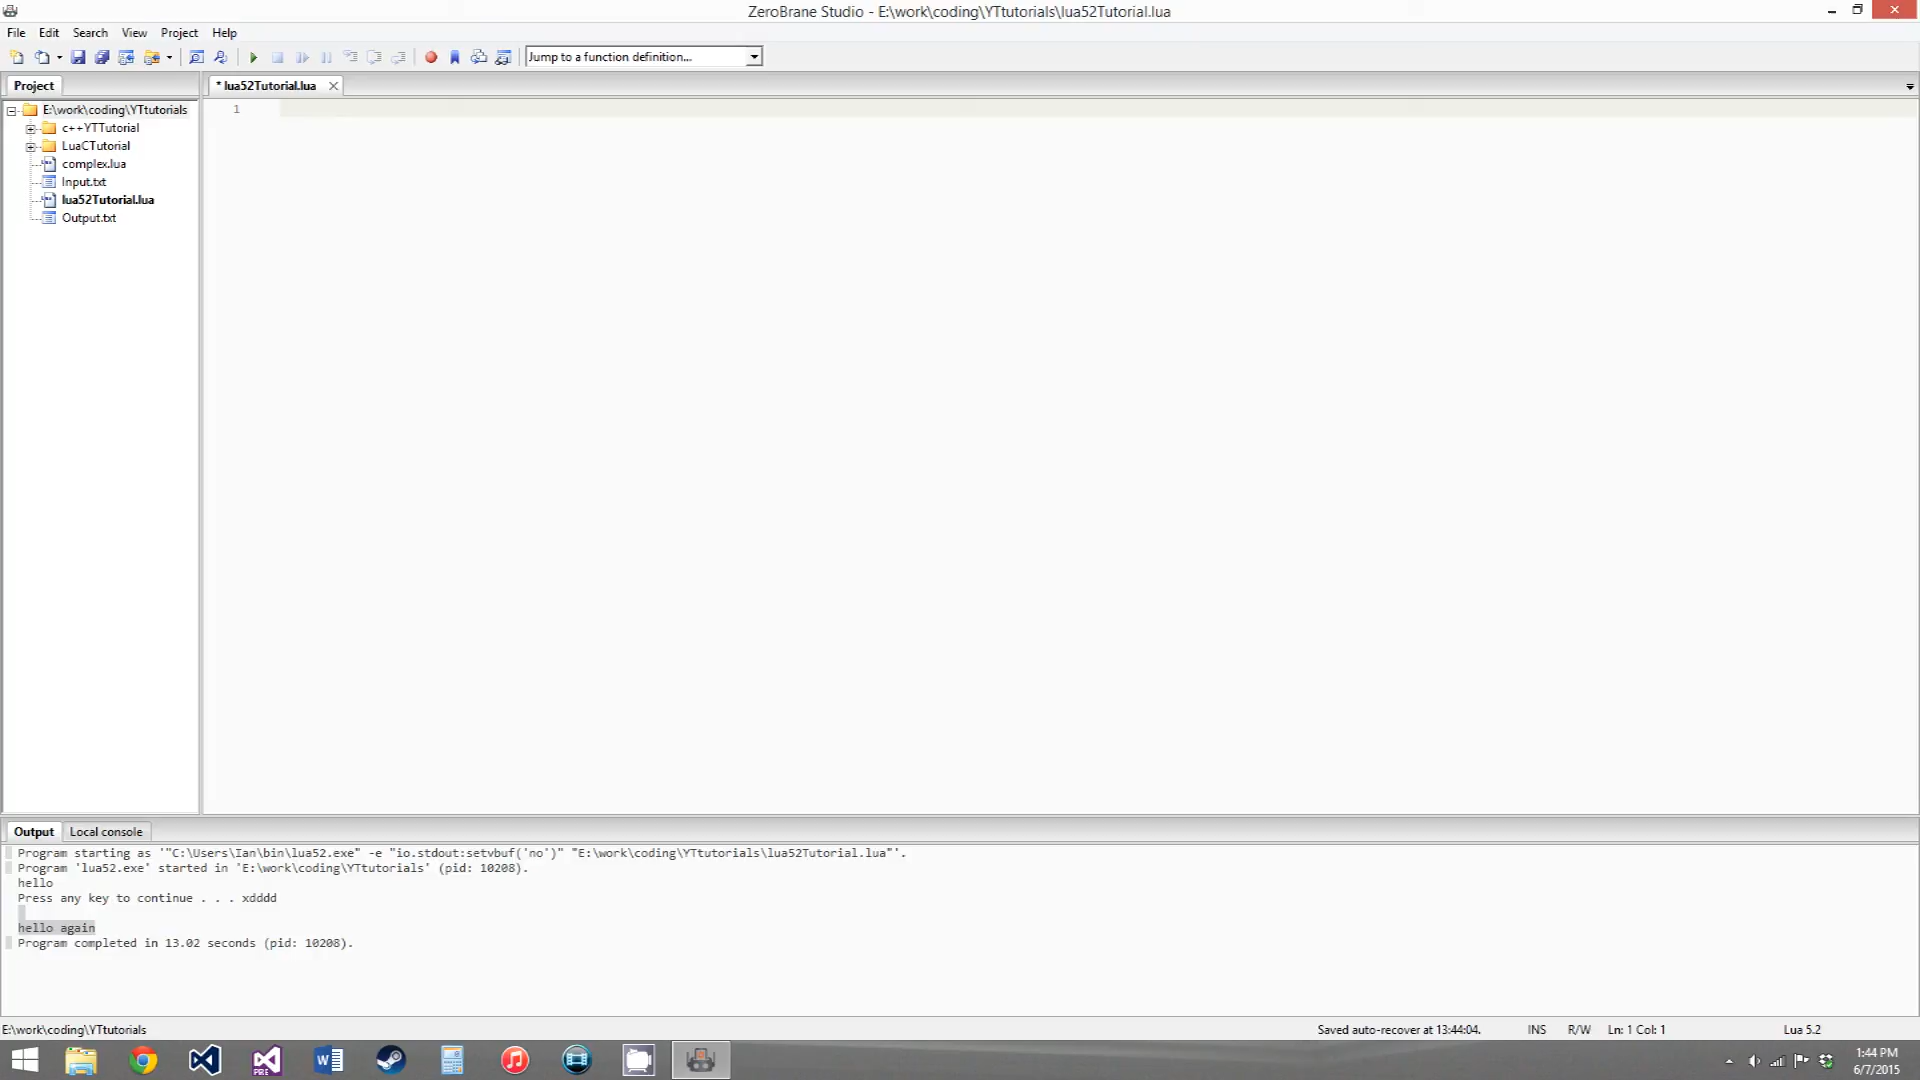 ZeroBrane Studio - E:\work\coding\YTtutorials\lua52Tutorial.lua
File Edit Search View Project Help
Jump to a function definition...
Project
* lua52Tutorial.lua
E:\work\coding\YTtutorials
c++YTTutorial
LuaCTutorial
complex.lua
Input.txt
lua52Tutorial.lua
Output.txt
1
Output Local console
Program starting as '"C:\Users\Ian\bin\lua52.exe" -e "io.stdout:setvbuf('no')" "E:\work\coding\YTtutorials\lua52Tutorial.lua"'.
Program 'lua52.exe' started in 'E:\work\coding\YTtutorials' (pid: 10208).
hello
Press any key to continue . . . xdddd
hello again
Program completed in 13.02 seconds (pid: 10208).
E:\work\coding\YTtutorials Saved auto-recover at 13:44:04. INS R/W Ln: 1 Col: 1 Lua 5.2
PRE
1:44 PM
6/7/2015